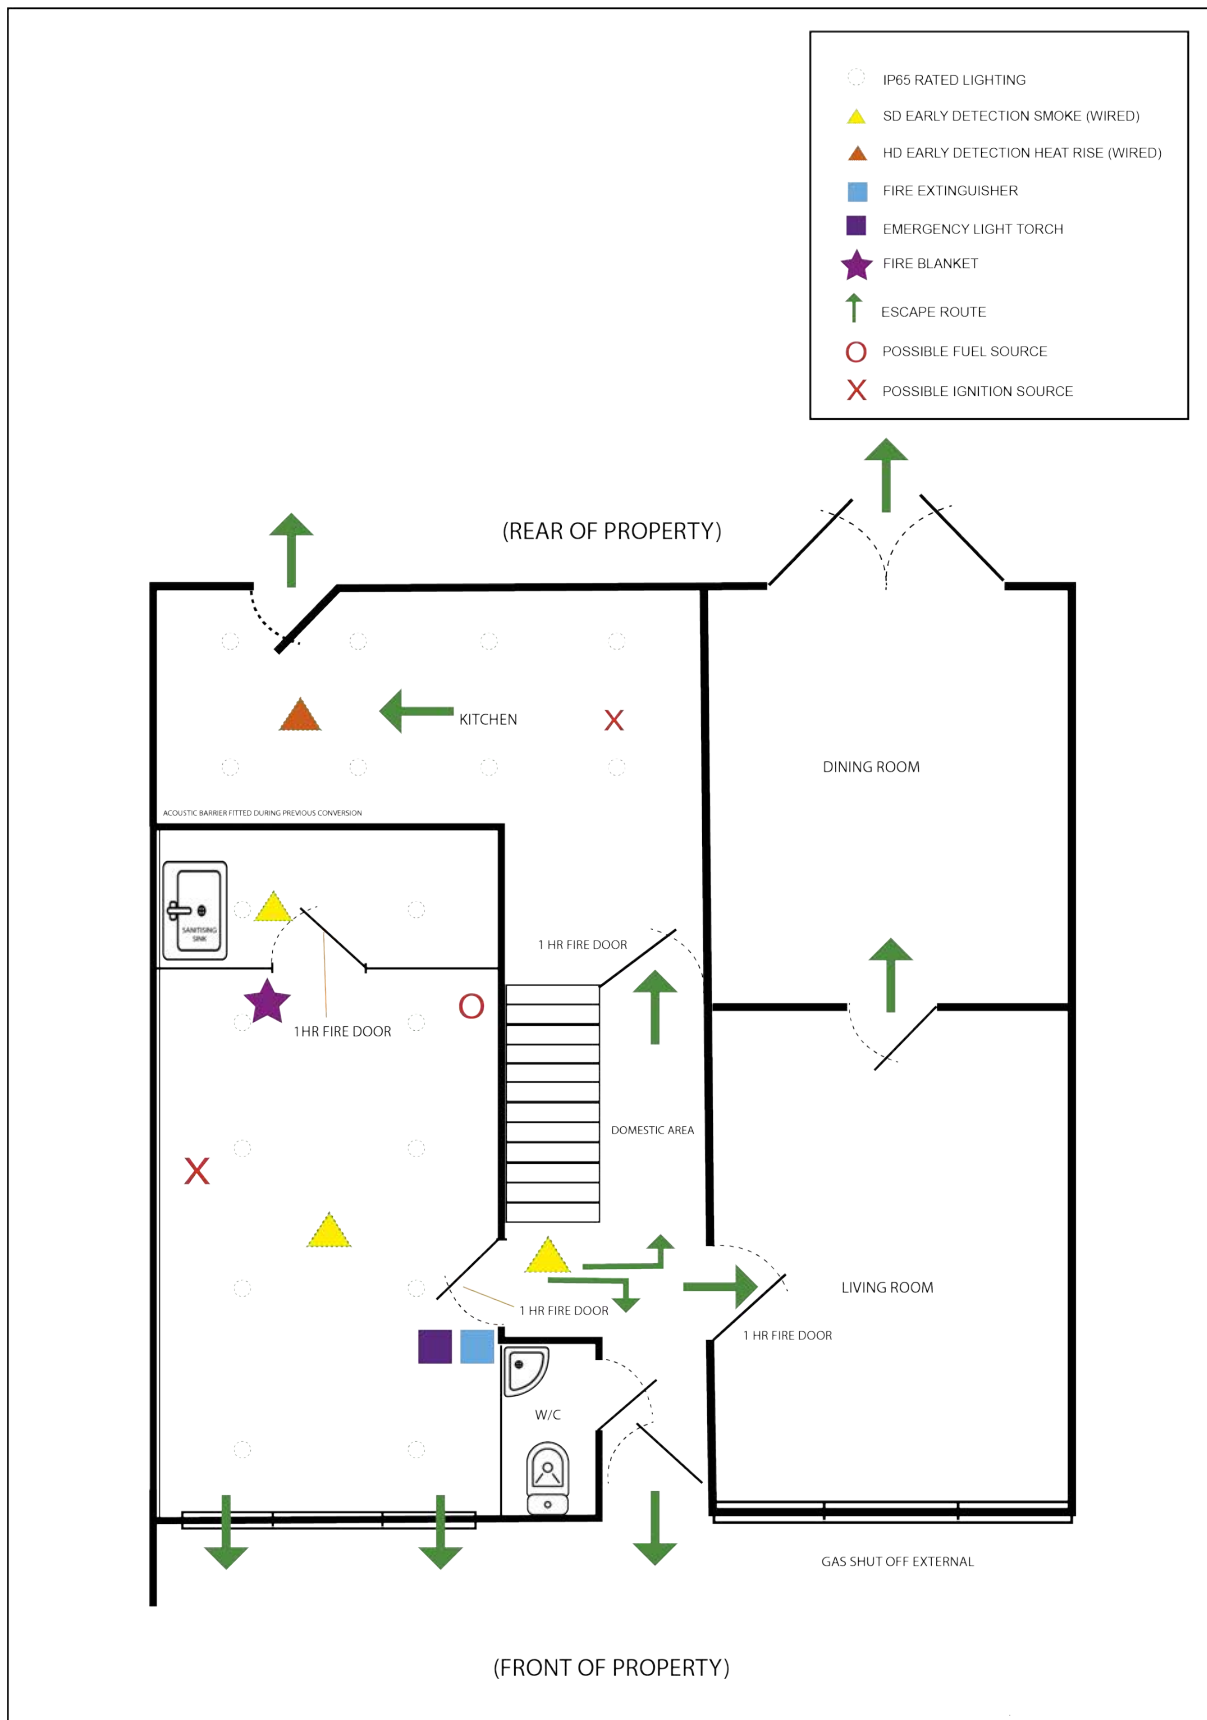 IP65 RATED LIGHTING
SD EARLY DETECTION SMOKE (WIRED)
HD EARLY DETECTION HEAT RISE (WIRED)
FIRE EXTINGUISHER
EMERGENCY LIGHT TORCH
FIRE BLANKET
ESCAPE ROUTE
O POSSIBLE FUEL SOURCE
X POSSIBLE IGNITION SOURCE
(REAR OF PROPERTY)
KITCHEN
X
DINING ROOM
ACOUSTIC BARRIER FITTED DURING PREVIOUS CONVERSION
SANITISING
SINK
1 HR FIRE DOOR
O
1HR FIRE DOOR
DOMESTIC AREA
X
LIVING ROOM
1 HR FIRE DOOR
1 HR FIRE DOOR
W/C
GAS SHUT OFF EXTERNAL
(FRONT OF PROPERTY)